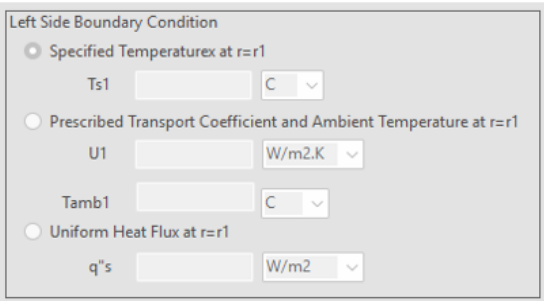 Left Side Boundary Condition
Specified Temperaturex at r=r1
Ts1 C
Prescribed Transport Coefficient and Ambient Temperature at r=r1
U1 W/m2.K
Tamb1 C
Uniform Heat Flux at r=r1
q"s W/m2